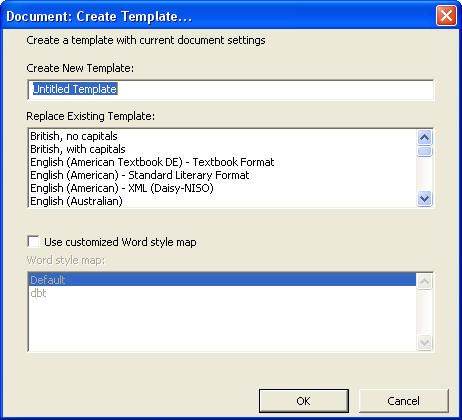 Document: Create Template...
Create a template with current document settings
Create New Template:
Untitled Template
Replace Existing Template:
British, no capitals
British, with capitals
English (American Textbook DE) - Textbook Format
English (American) - Standard Literary Format
English (American) - XML (Daisy-NISO)
English (Australian)
Use customized Word style map
Word style map:
Default
dbt
OK
Cancel